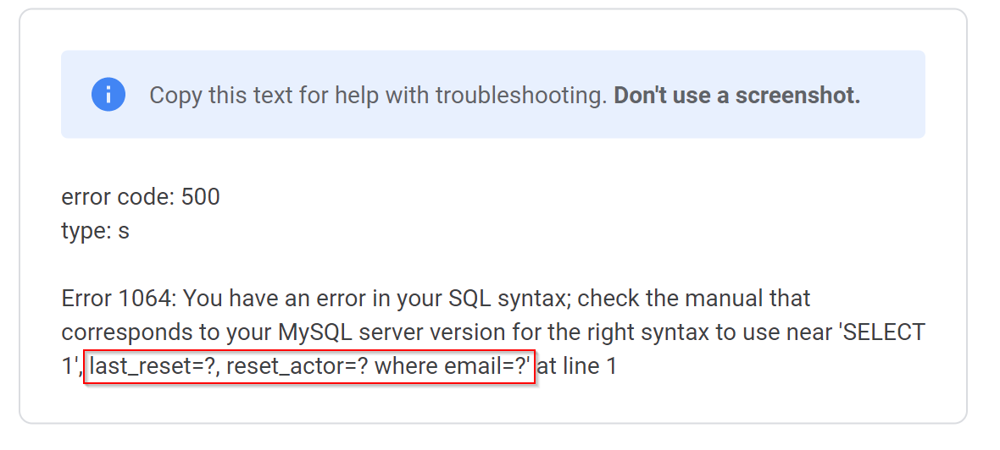 Copy this text for help with troubleshooting. Don't use a screenshot.
error code: 500
type: s
Error 1064: You have an error in your SQL syntax; check the manual that
corresponds to your MySQL server version for the right syntax to use near 'SELECT
1', last_reset=?, reset_actor=? where email=?' at line 1